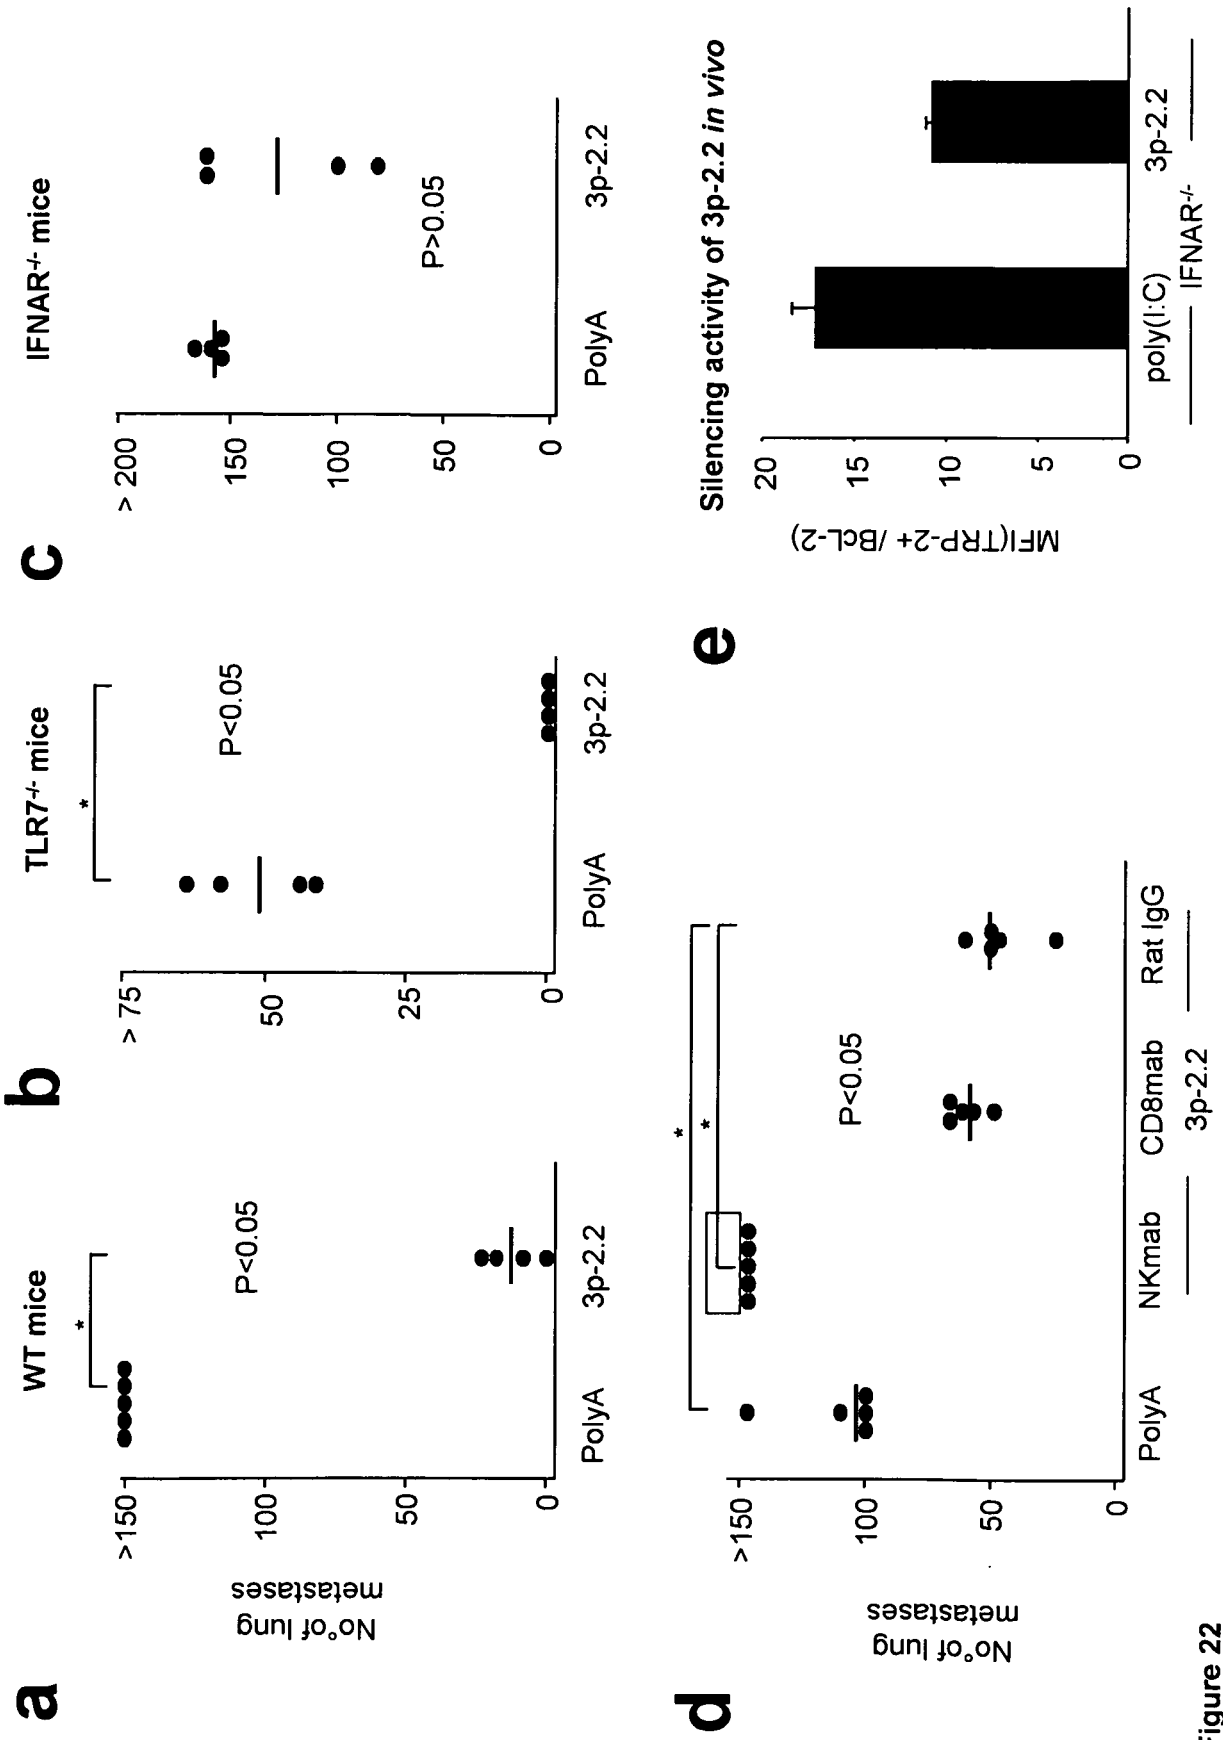 a
WT mice
No°of lung
metastases
>150
100
50
0
*
P<0.05
PolyA
3p-2.2
b
TLR7-/- mice
> 75
50
25
0
*
P<0.05
PolyA
3p-2.2
c
IFNAR-/- mice
> 200
150
100
50
0
P>0.05
PolyA
3p-2.2
d
No°of lung
metastases
>150
100
50
0
*
*
P<0.05
PolyA
NKmab
CD8mab
Rat IgG
3p-2.2
e
Silencing activity of 3p-2.2 in vivo
MFI(TRP-2+ /BcL-2)
20
15
10
5
0
poly(I:C)
3p-2.2
IFNAR-/-
Figure 22